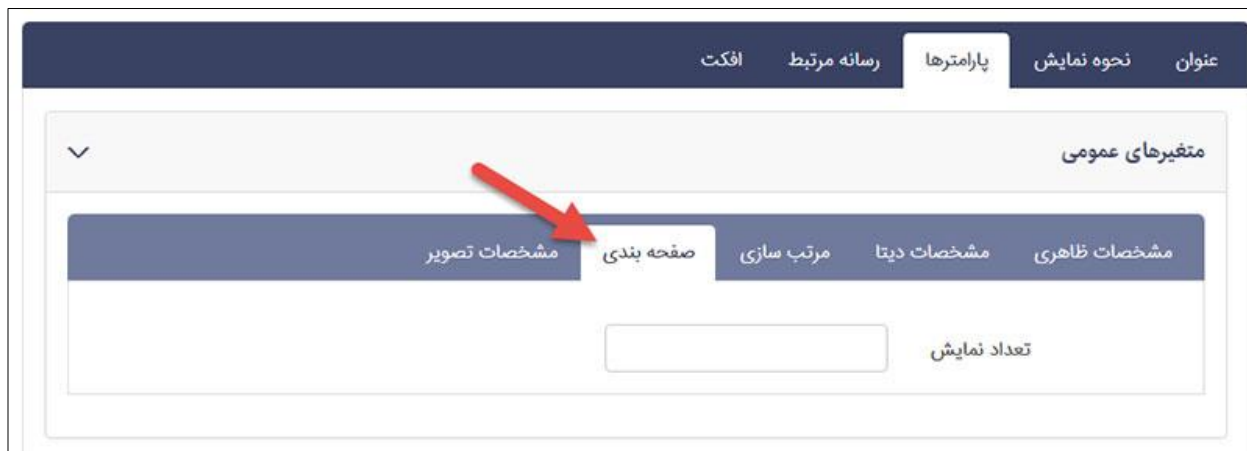 عنوان نحوه نمایش پارامترها رسانه مرتبط افکت
متغیرهای عمومی
مشخصات ظاهری مشخصات دیتا مرتب سازی صفحه بندی مشخصات تصویر
تعداد نمایش